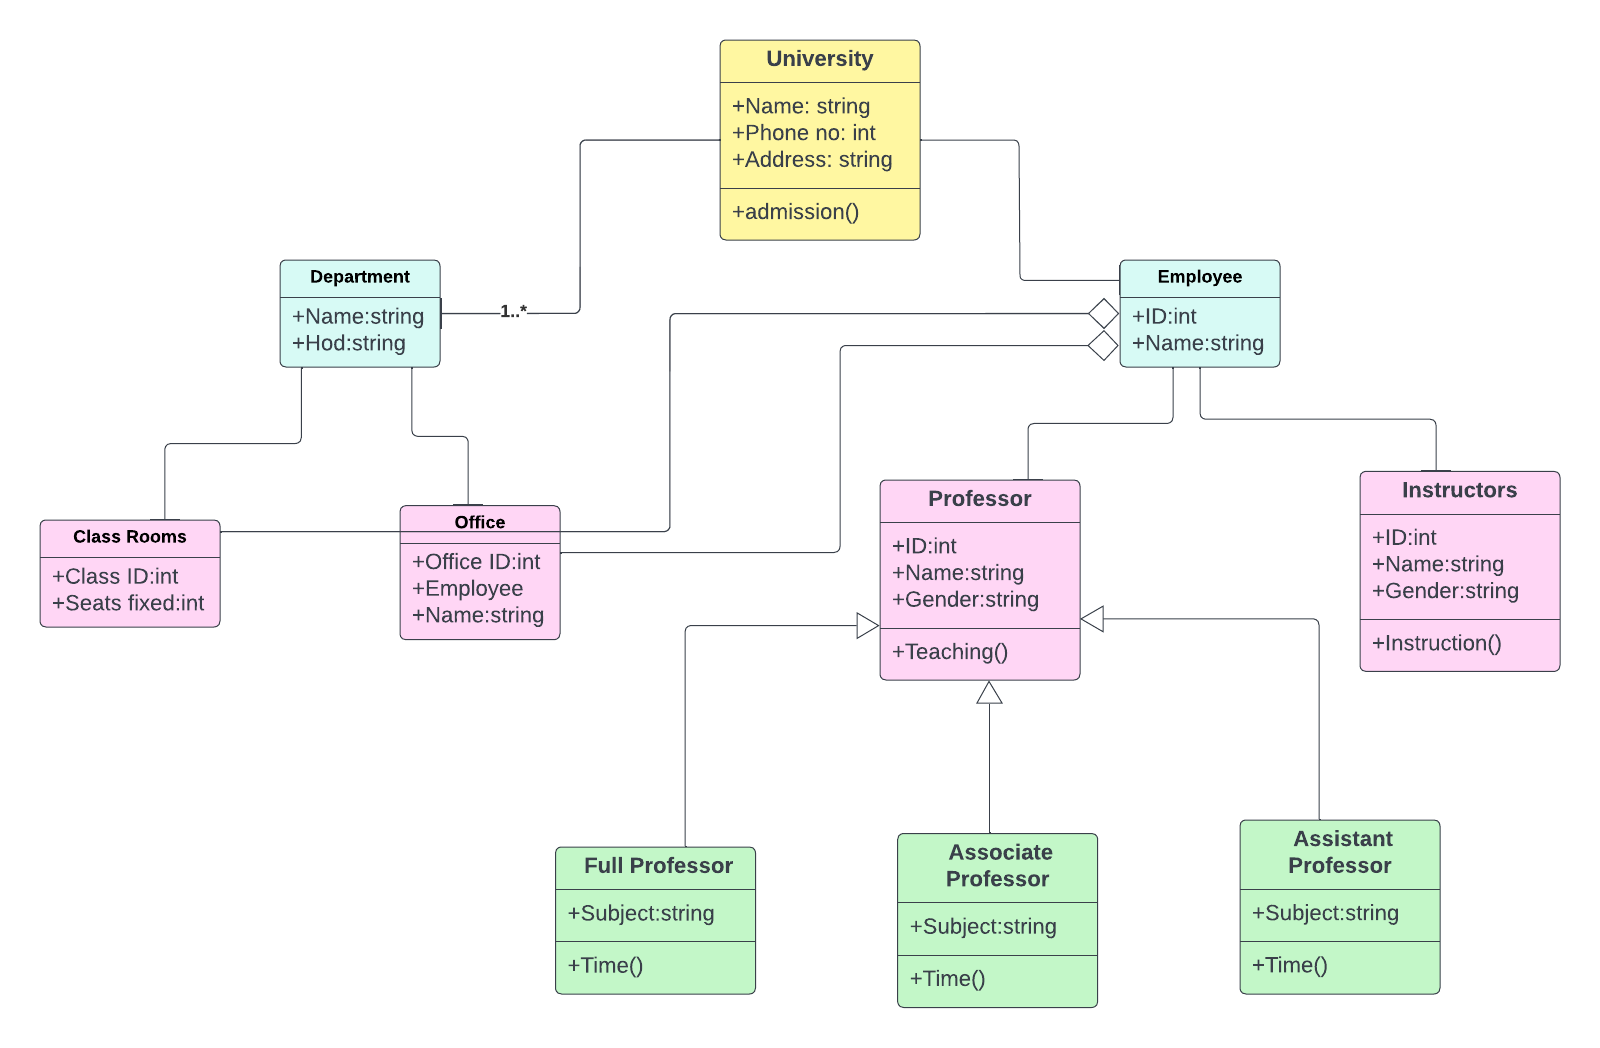 University
+Name: string
+Phone no: int
+Address: string
+admission()
Department
+Name:string
+Hod:string
1..*
Employee
+ID:int
+Name:string
Class Rooms
+Class ID:int
+Seats fixed:int
Office
+Office ID:int
+Employee
+Name:string
Professor
+ID:int
+Name:string
+Gender:string
+Teaching()
Instructors
+ID:int
+Name:string
+Gender:string
+Instruction()
Full Professor
+Subject:string
+Time()
Associate
Professor
+Subject:string
+Time()
Assistant
Professor
+Subject:string
+Time()